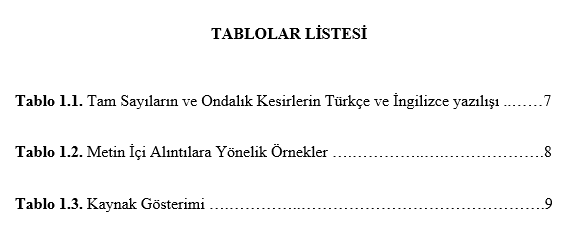 TABLOLAR LİSTESİ
Tablo 1.1. Tam Sayıların ve Ondalık Kesirlerin Türkçe ve İngilizce yazılışı ………7
Tablo 1.2. Metin İçi Alıntılara Yönelik Örnekler ……………………………………8
Tablo 1.3. Kaynak Gösterimi …………………………………………………………9